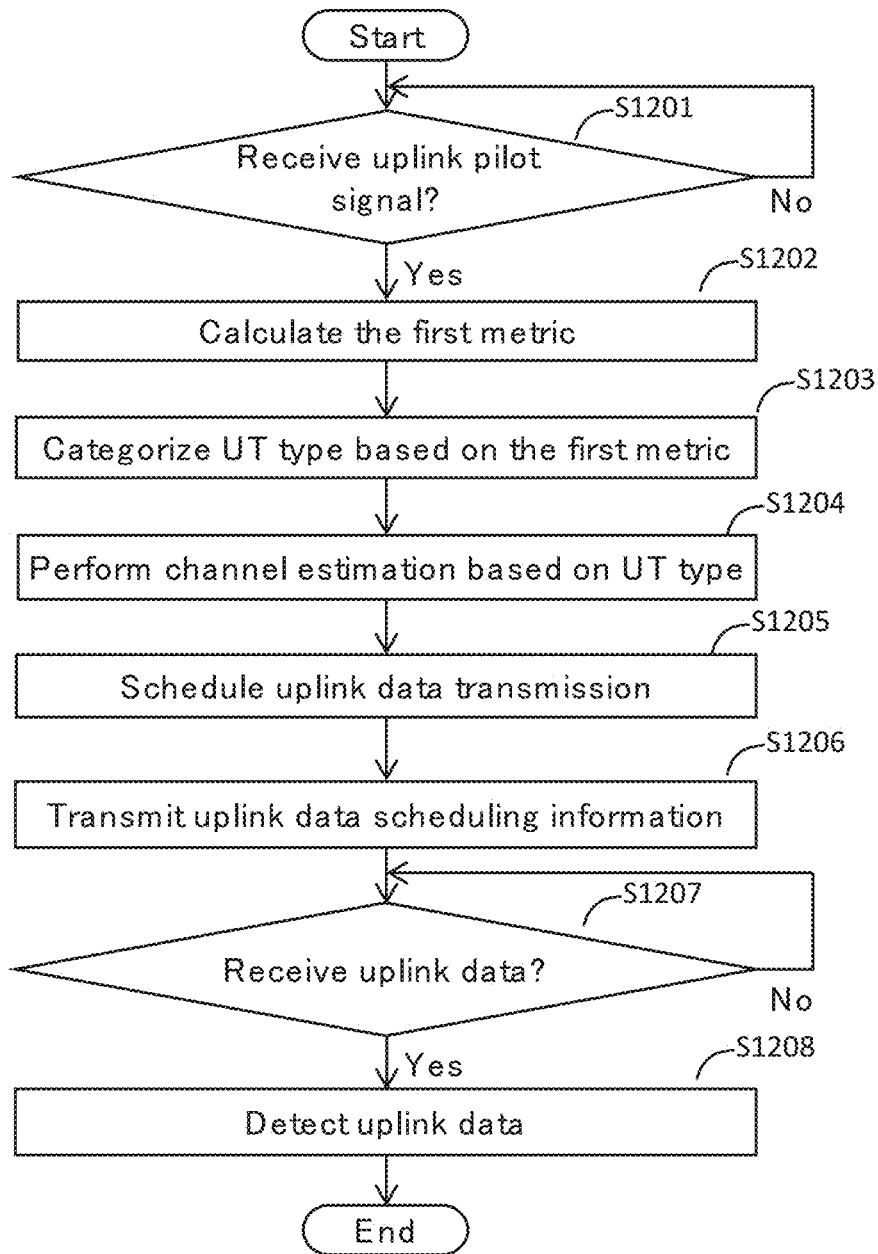 Start
S1201
Receive uplink pilot
signal?
No
Yes
S1202
Calculate the first metric
S1203
Categorize UT type based on the first metric
S1204
Perform channel estimation based on UT type
S1205
Schedule uplink data transmission
S1206
Transmit uplink data scheduling information
S1207
Receive uplink data?
No
Yes
S1208
Detect uplink data
End